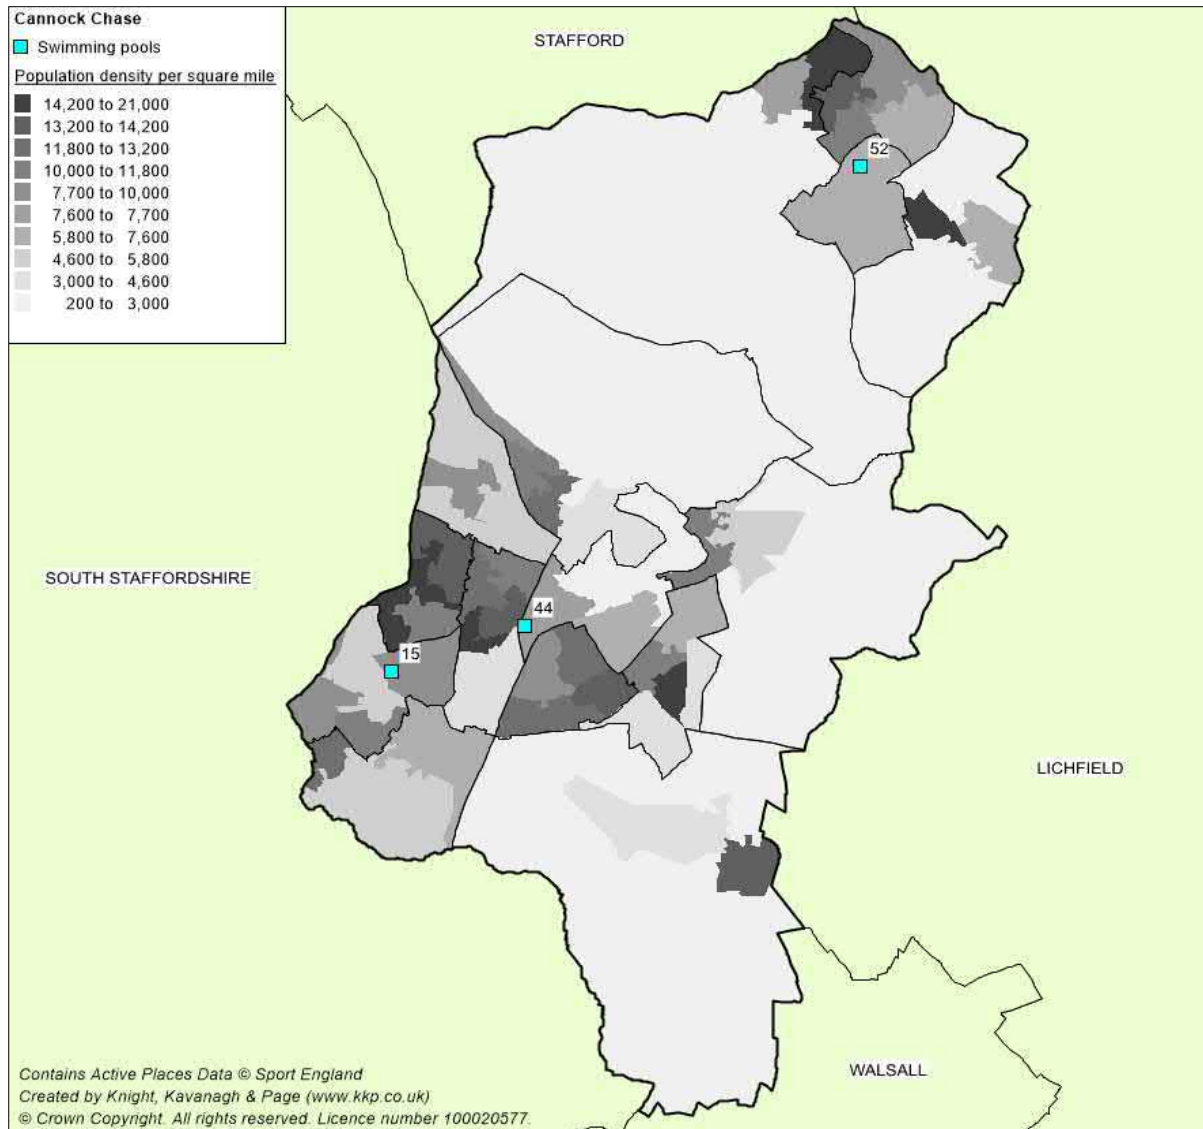 Cannock Chase
Swimming pools
Population density per square mile
14,200 to 21,000
13,200 to 14,200
11,800 to 13,200
10,000 to 11,800
7,700 to 10,000
7,600 to 7,700
5,800 to 7,600
4,600 to 5,800
3,000 to 4,600
200 to 3,000
STAFFORD
52
SOUTH STAFFORDSHIRE
44
15
LICHFIELD
WALSALL
Contains Active Places Data © Sport England
Created by Knight, Kavanagh & Page (www.kkp.co.uk)
© Crown Copyright. All rights reserved. Licence number 100020577.